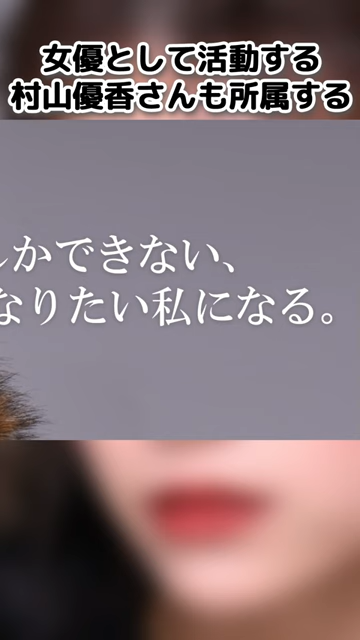 女優として活動する
村山優香さんも所属する
しかできない、
なりたい私になる。